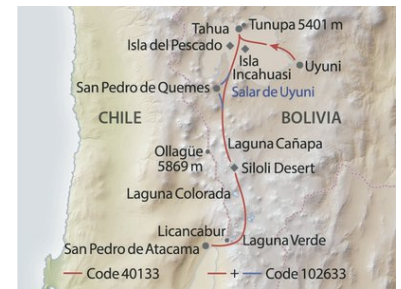 Tahua
Tunupa 5401 m
Isla del Pescado
Isla
Incahuasi
Uyuni
San Pedro de Quemes
Salar de Uyuni
CHILE
BOLIVIA
Laguna Cañapa
Ollagüe
5869 m
Siloli Desert
Laguna Colorada
Licancabur
Laguna Verde
San Pedro de Atacama
Code 40133
+
Code 102633